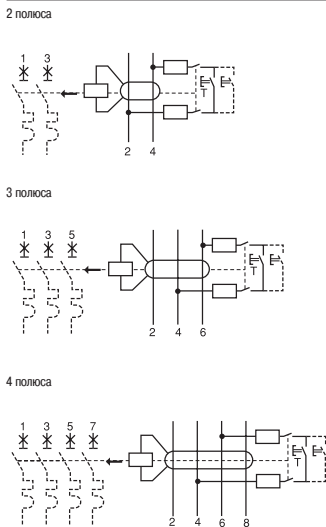 2 полюса
1 3
T
2 4
3 полюса
1 3 5
T
2 4 6
4 полюса
1 3 5 7
T
2 4 6 8